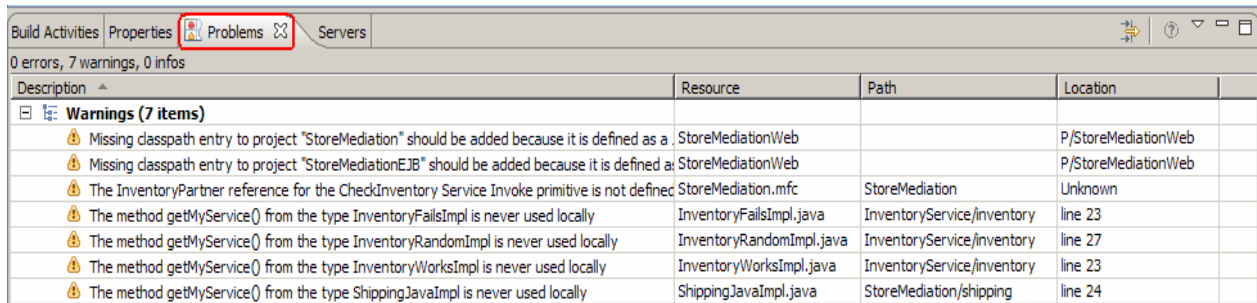 Build Activities Properties Problems Servers
0 errors, 7 warnings, 0 infos
Description Resource Path Location
Warnings (7 items)
Missing classpath entry to project "StoreMediation" should be added because it is defined as a StoreMediationWeb P/StoreMediationWeb
Missing classpath entry to project "StoreMediationEJB" should be added because it is defined as StoreMediationWeb P/StoreMediationWeb
The InventoryPartner reference for the CheckInventory Service Invoke primitive is not defined StoreMediation.mfc StoreMediation Unknown
The method getMyService() from the type InventoryFailsImpl is never used locally InventoryFailsImpl.java InventoryService/inventory line 23
The method getMyService() from the type InventoryRandomImpl is never used locally InventoryRandomImpl.java InventoryService/inventory line 27
The method getMyService() from the type InventoryWorksImpl is never used locally InventoryWorksImpl.java InventoryService/inventory line 23
The method getMyService() from the type ShippingJavaImpl is never used locally ShippingJavaImpl.java StoreMediation/shipping line 24